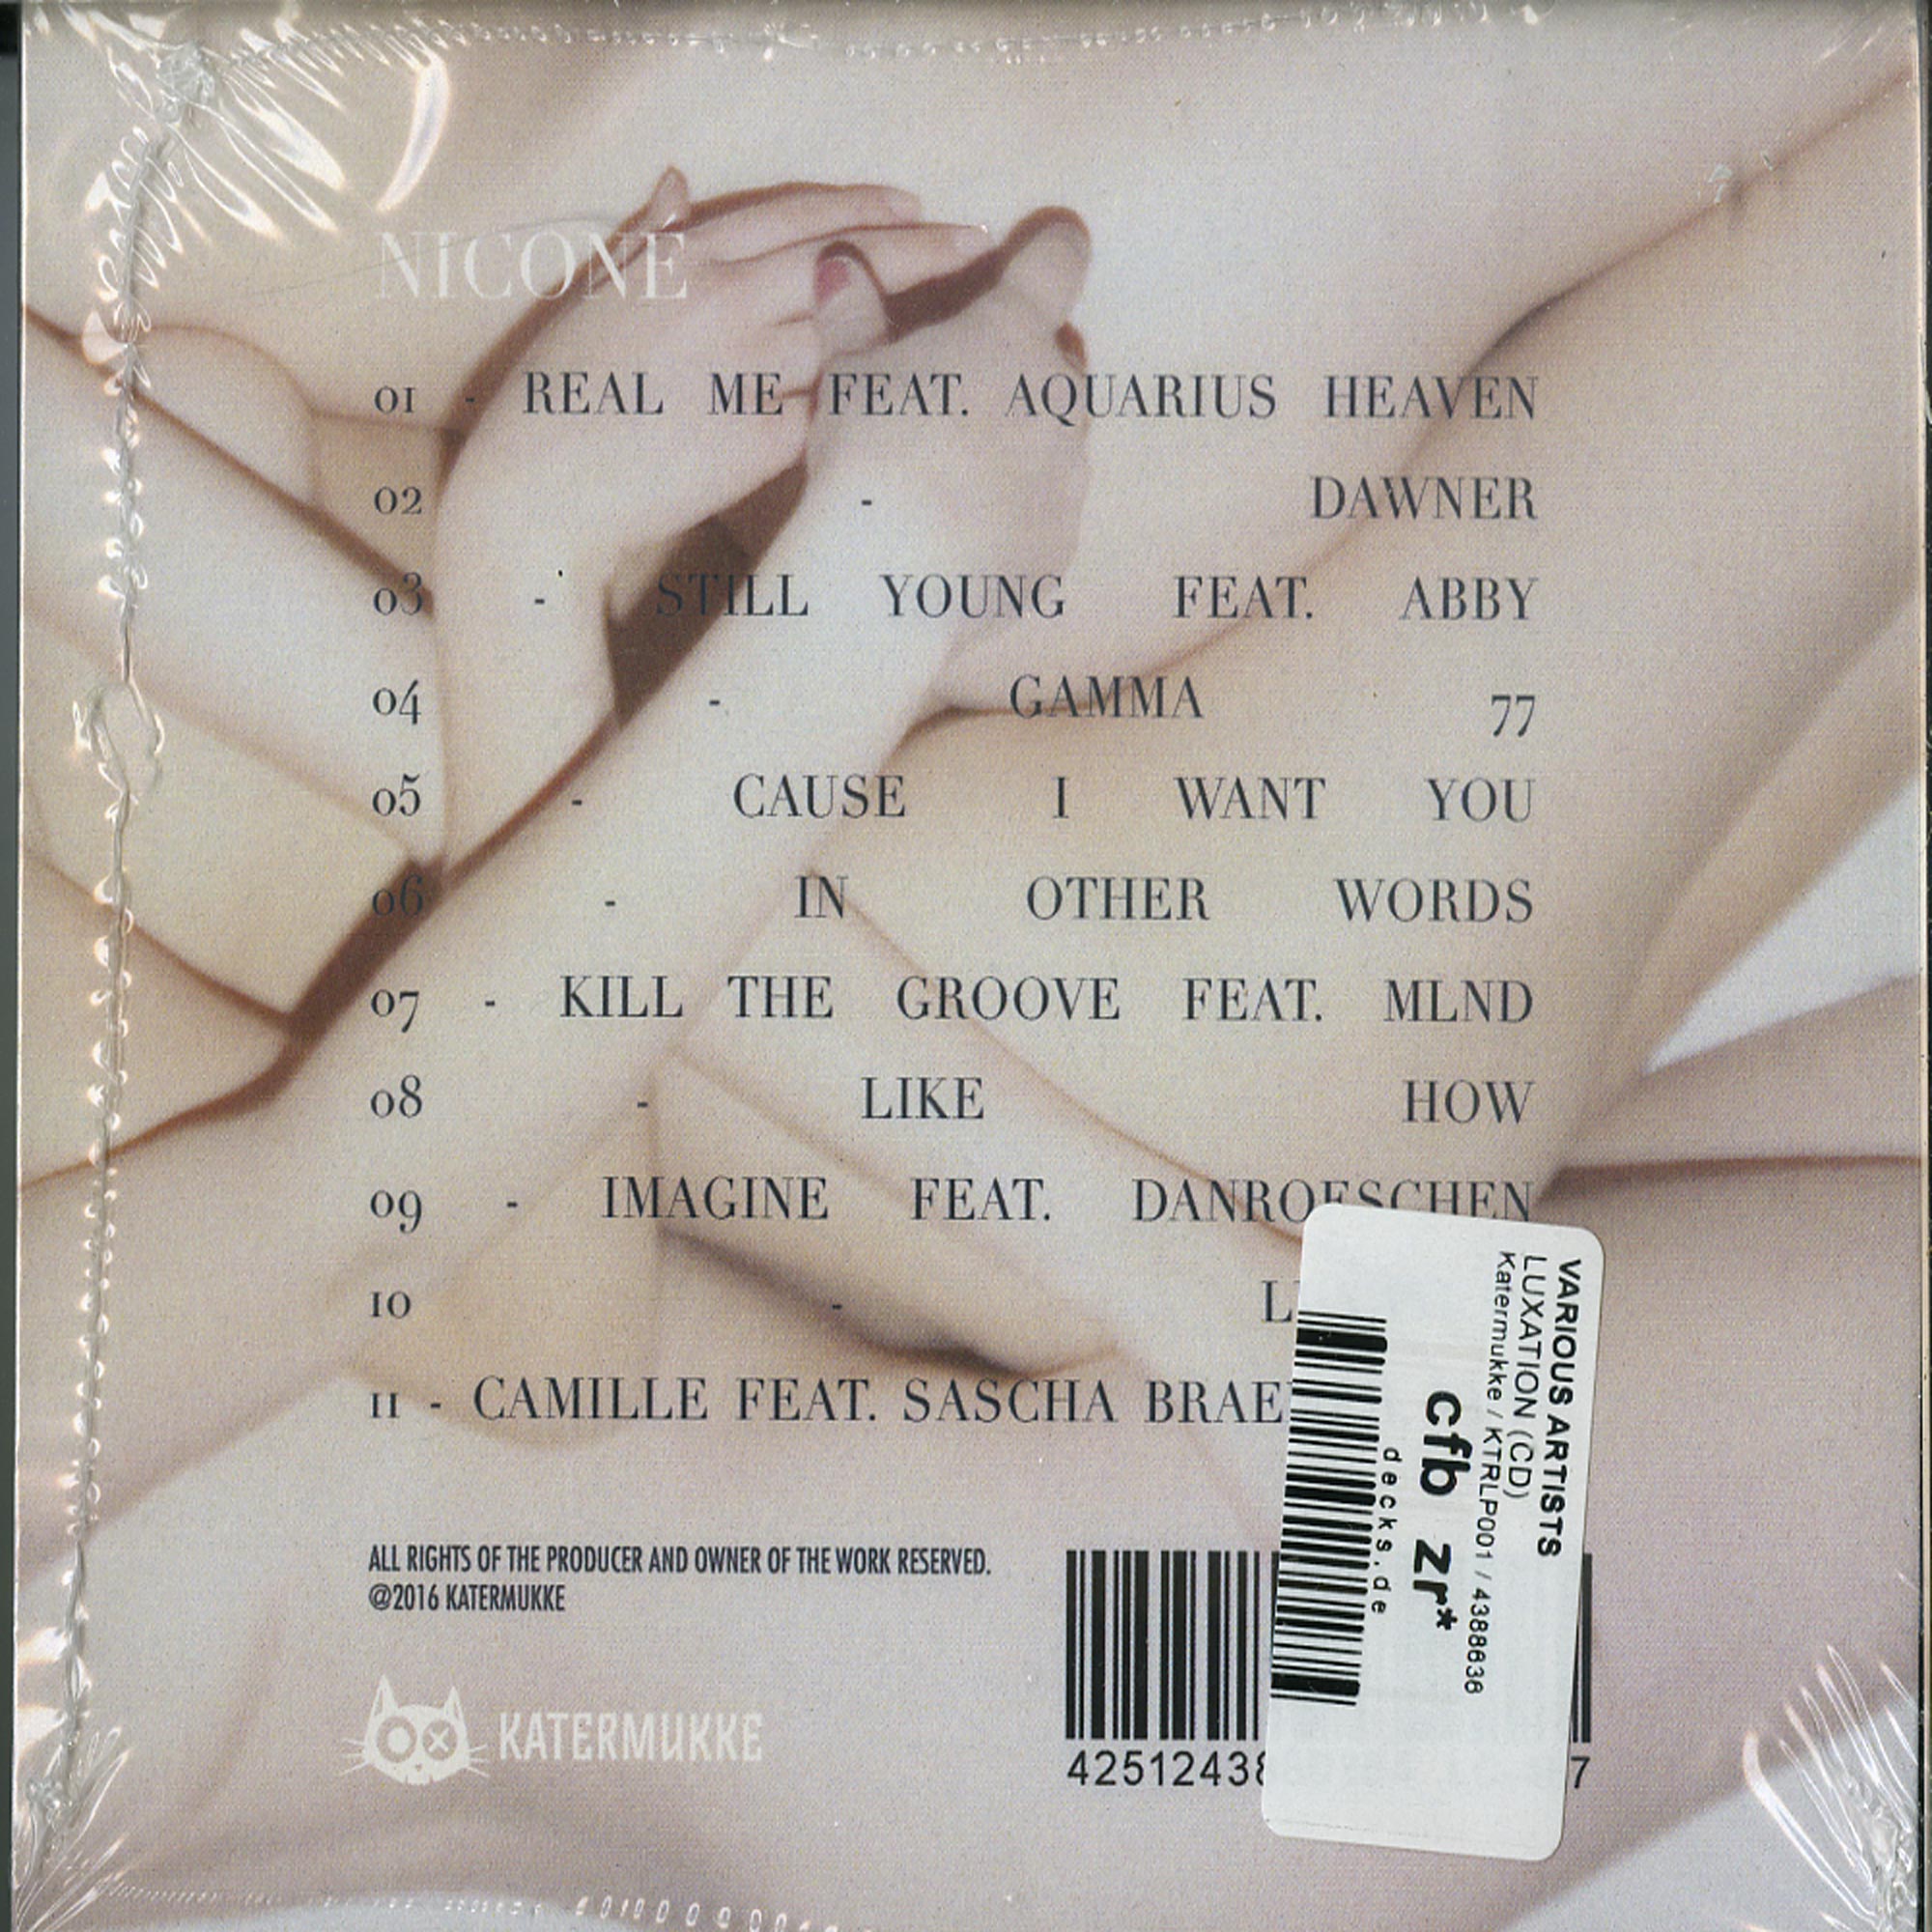 NICONE
01 - REAL ME FEAT. AQUARIUS HEAVEN
02 - DAWNER
03 - STILL YOUNG FEAT. ABBY
04 - GAMMA 77
05 - CAUSE I WANT YOU
06 - IN OTHER WORDS
07 - KILL THE GROOVE FEAT. MLND
08 - LIKE HOW
09 - IMAGINE FEAT. DANROESCHEN
10 -
11 - CAMILLE FEAT. SASCHA
VARIOUS ARTISTS
LUXATION (CD)
Katermukke / KTRLP001 / 4388636
cfb zr*
decks.de
ALL RIGHTS OF THE PRODUCER AND OWNER OF THE WORK RESERVED.
@2016 KATERMUKKE
KATERMUKKE